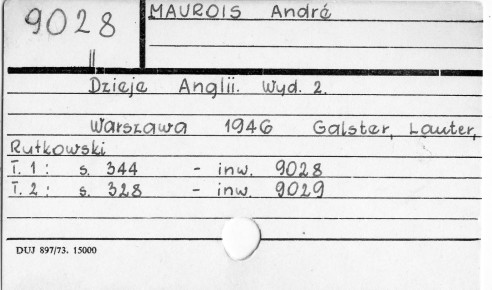 9028
II
MAUROIS André
Dzieje Anglii. Wyd. 2.
Warszawa 1946 Galster, Lauter,
Rutkowski
T. 1: s. 344 - inw. 9028
T. 2: s. 328 - inw. 9029
DUJ 897/73. 15000